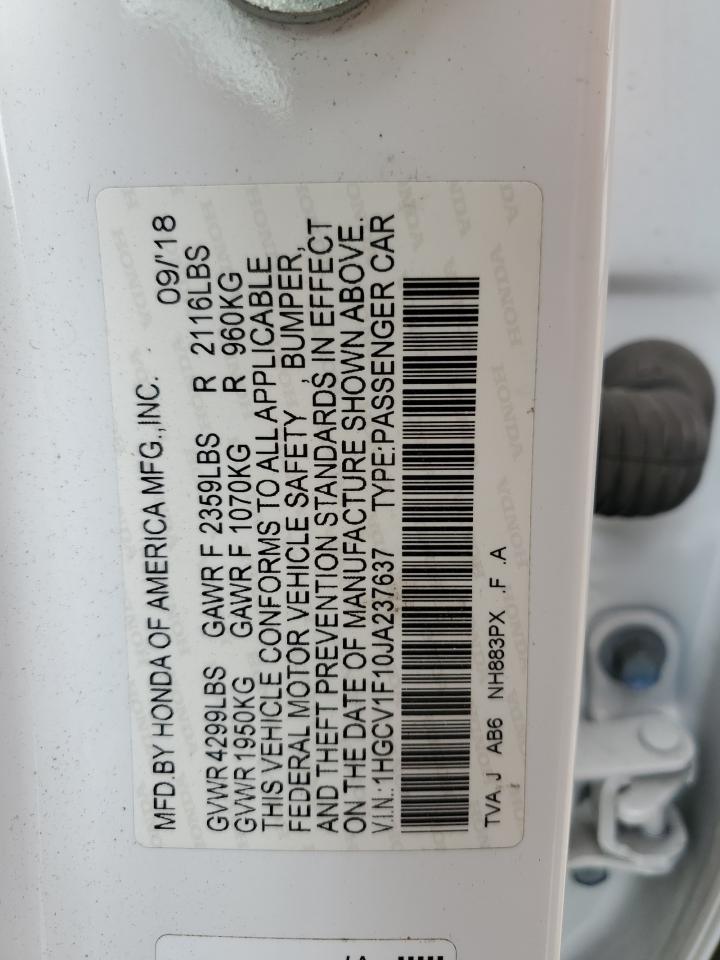 MFD.BY HONDA OF AMERICA MFG.,INC. 09/'18
GVWR 4299LBS GAWR F 2359LBS R 2116LBS
GVWR 1950KG GAWR F 1070KG R 960KG
THIS VEHICLE CONFORMS TO ALL APPLICABLE
FEDERAL MOTOR VEHICLE SAFETY, BUMPER,
AND THEFT PREVENTION STANDARDS IN EFFECT
ON THE DATE OF MANUFACTURE SHOWN ABOVE.
V.I.N.:1HGCV1F10JA237637 TYPE:PASSENGER CAR
TVA.J AB6 NH883PX .F .A